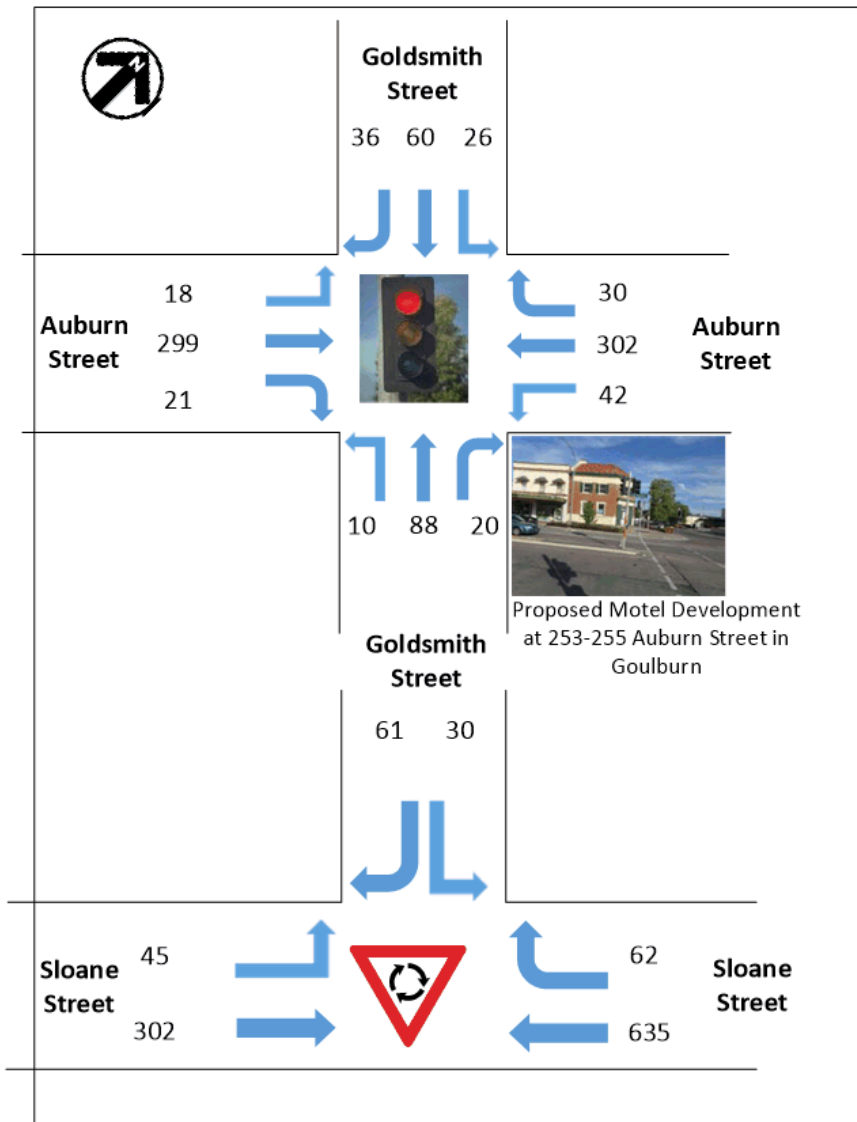 N
Goldsmith
Street
36 60 26
18
299
21
Auburn
Street
30
302
42
Auburn
Street
10 88 20
Proposed Motel Development
at 253-255 Auburn Street in
Goulburn
Goldsmith
Street
61 30
45
302
Sloane
Street
62
635
Sloane
Street